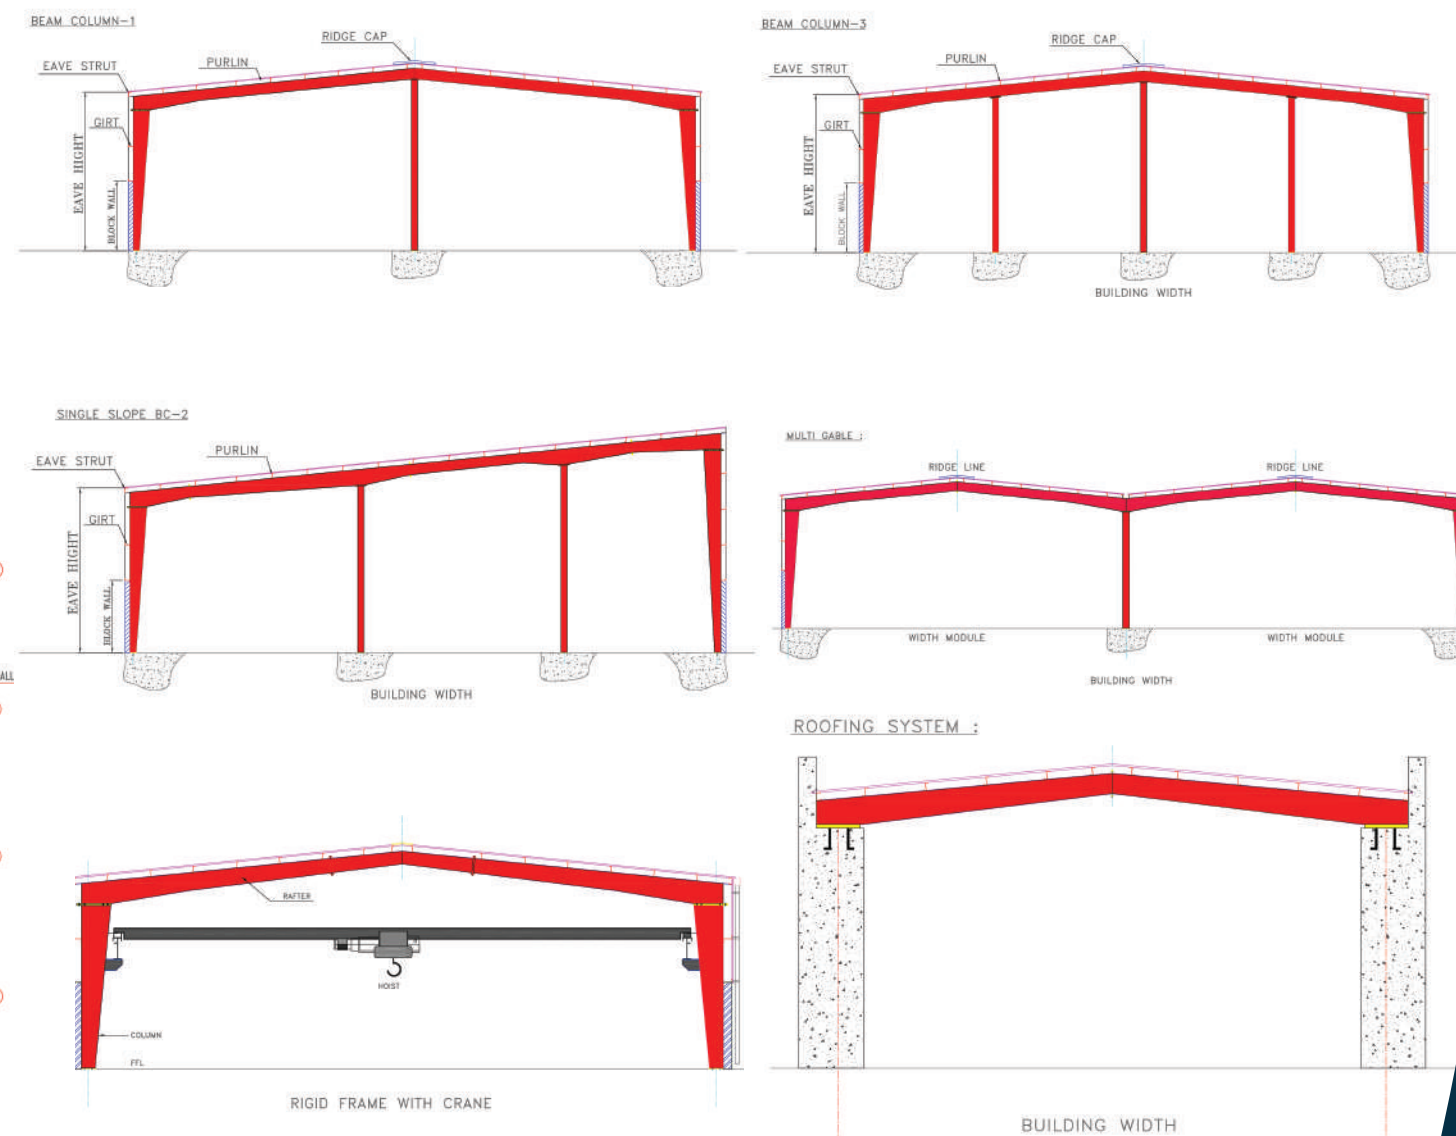 BEAM COLUMN-1
RIDGE CAP
PURLIN
EAVE STRUT
GIRT
EAVE HIGHT
BLOCK WALL
BEAM COLUMN-3
RIDGE CAP
PURLIN
EAVE STRUT
GIRT
EAVE HIGHT
BLOCK WALL
BUILDING WIDTH
SINGLE SLOPE BC-2
PURLIN
EAVE STRUT
GIRT
EAVE HIGHT
BLOCK WALL
BUILDING WIDTH
MULTI GABLE :
RIDGE LINE
RIDGE LINE
WIDTH MODULE
WIDTH MODULE
BUILDING WIDTH
ALL
RAFTER
HOIST
COLUMN
FFL
RIGID FRAME WITH CRANE
ROOFING SYSTEM :
BUILDING WIDTH